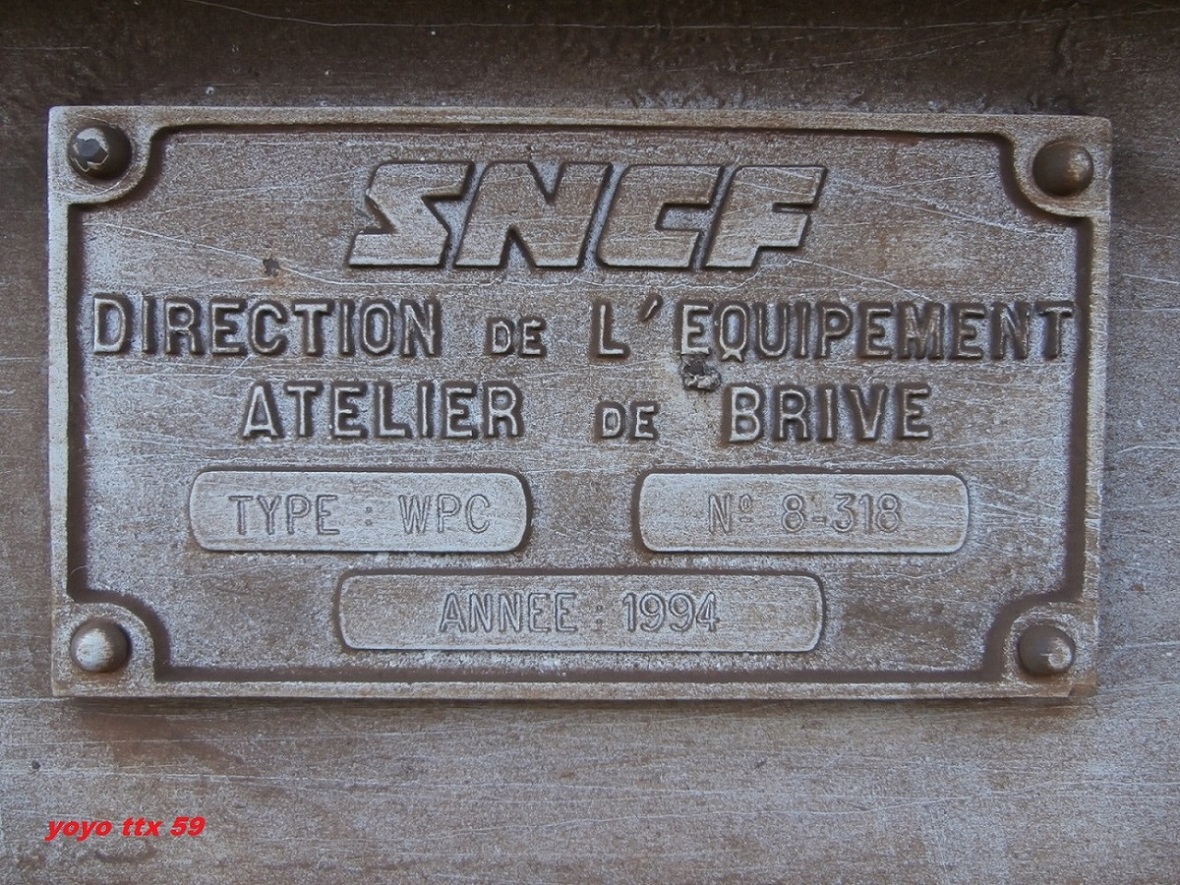 SNCF
DIRECTION DE L'EQUIPEMENT
ATELIER DE BRIVE
TYPE : WPC
Nº 8-318
ANNEE : 1994
yoyo ttx 59